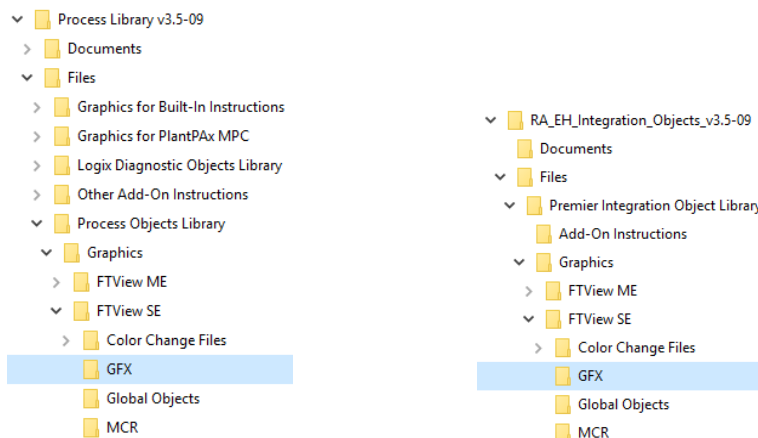 Process Library v3.5-09
Documents
Files
Graphics for Built-In Instructions
Graphics for PlantPAx MPC
Logix Diagnostic Objects Library
Other Add-On Instructions
Process Objects Library
Graphics
FTView ME
FTView SE
Color Change Files
GFX
Global Objects
MCR
RA_EH_Integration_Objects_v3.5-09
Documents
Files
Premier Integration Object Library
Add-On Instructions
Graphics
FTView ME
FTView SE
Color Change Files
GFX
Global Objects
MCR